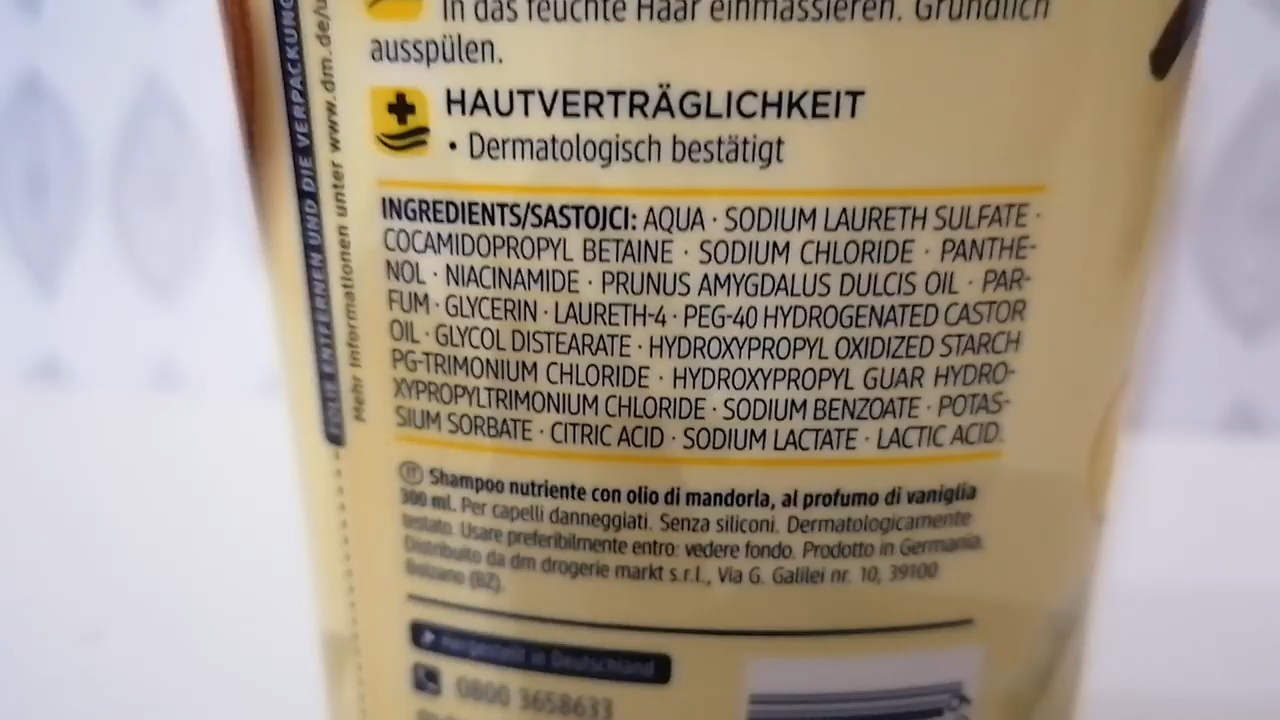 In das feuchte Haar einmassieren. Gründlich
ausspülen.
HAUTVERTRÄGLICHKEIT
• Dermatologisch bestätigt
INGREDIENTS/SASTOJCI: AQUA · SODIUM LAURETH SULFATE ·
COCAMIDOPROPYL BETAINE · SODIUM CHLORIDE · PANTHE-
NOL · NIACINAMIDE · PRUNUS AMYGDALUS DULCIS OIL · PAR-
FUM · GLYCERIN · LAURETH-4 · PEG-40 HYDROGENATED CASTOR
OIL · GLYCOL DISTEARATE · HYDROXYPROPYL OXIDIZED STARCH
PG-TRIMONIUM CHLORIDE · HYDROXYPROPYL GUAR HYDRO-
XYPROPYLTRIMONIUM CHLORIDE · SODIUM BENZOATE · POTAS-
SIUM SORBATE · CITRIC ACID · SODIUM LACTATE · LACTIC ACID.
IT Shampoo nutriente con olio di mandorla, al profumo di vaniglia
300 ml. Per capelli danneggiati. Senza siliconi. Dermatologicamente
testato. Usare preferibilmente entro: vedere fondo. Prodotto in Germania.
Distribuito da dm drogerie markt s.r.l., Via G. Galilei nr. 10, 39100
Bolzano (BZ).
Hergestellt in Deutschland
0800 3658633
FOLIE ENTFERNEN UND DIE VERPACKUNG
Mehr Informationen unter www.dm.de/u